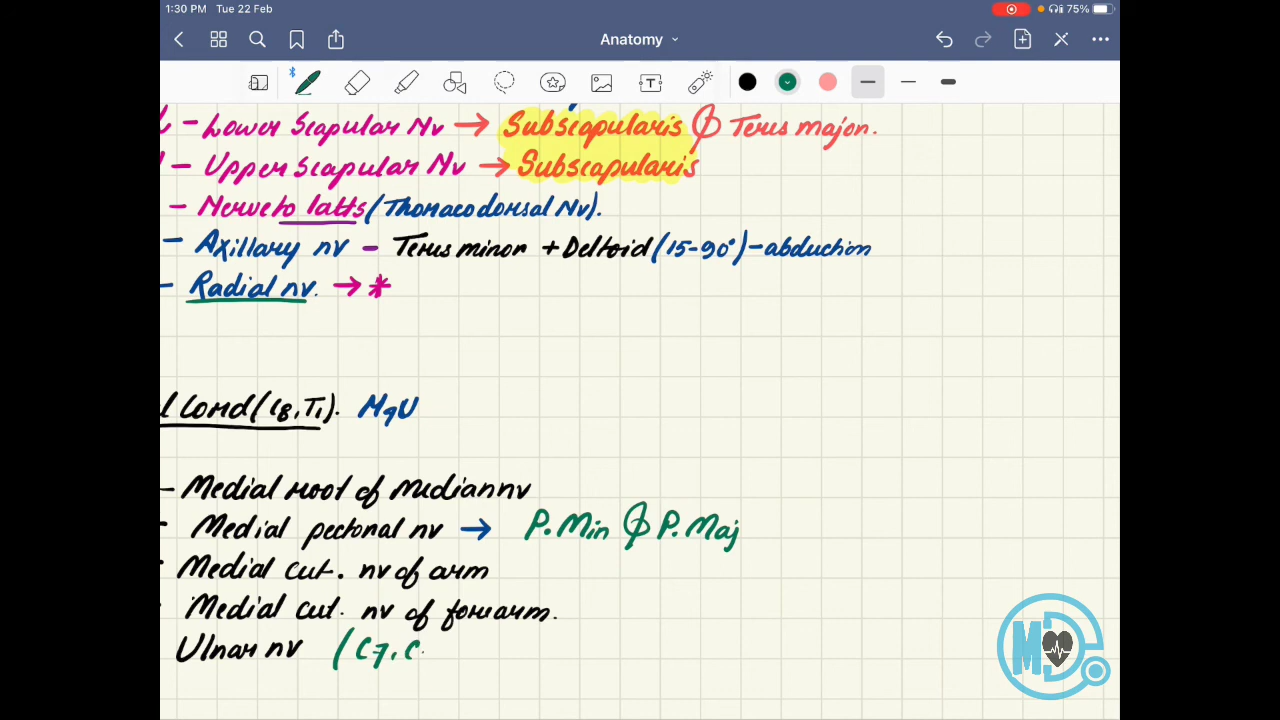 1:30 PM Tue 22 Feb
75%
Anatomy
- Lower Scapular Nv → Subscapularis & Terus major.
- Upper Scapular Nv → Subscapularis
- Nerve to latts (Thoracodorsal Nv).
- Axillary nv - Terus minor + Deltoid (15-90°) - abduction
- Radial nv. → *
l Cord (C8, T1). M4U
- Medial root of median nv
- Medial pectoral nv → P. Min & P. Maj
- Medial cut. nv of arm
Medial cut. nv of forearm.
Ulnar nv (C7, C
MD